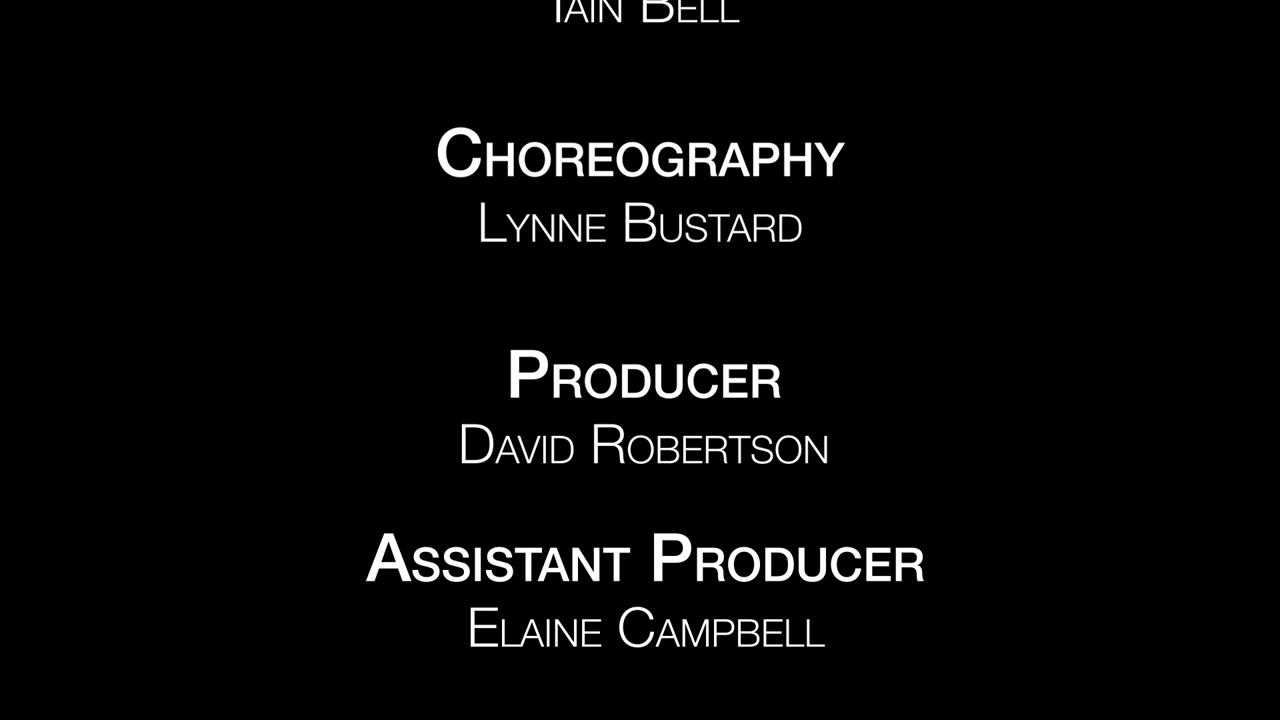 Iain Bell
Choreography
Lynne Bustard
Producer
David Robertson
Assistant Producer
Elaine Campbell